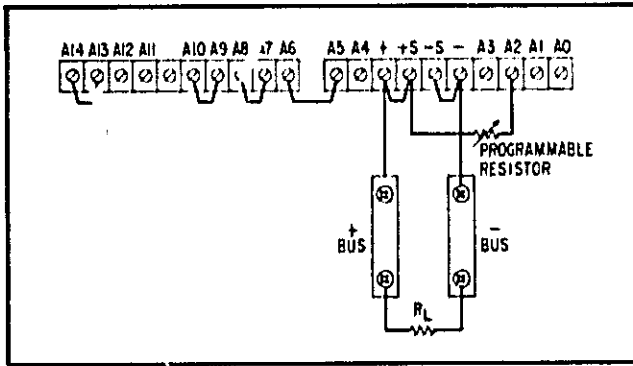 A14 A13 A12 A11 A10 A9 A8 A7 A6 A5 A4 + +S -S - A3 A2 A1 A0
PROGRAMMABLE
RESISTOR
+
BUS
-
BUS
RL